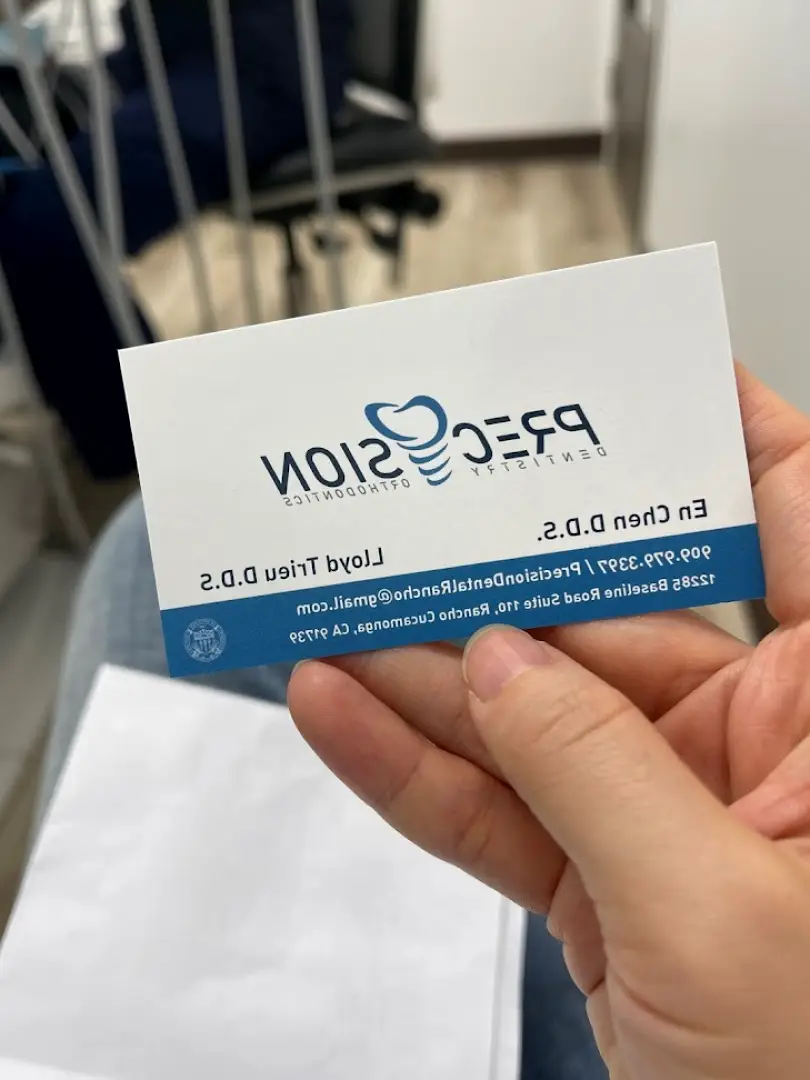 PRECISION
DENTISTRY ORTHODONTICS
En Chen D.D.S.
Lloyd Trieu D.D.S
909.979.3397 / PrecisionDentalRancho@gmail.com
12285 Baseline Road Suite 110, Rancho Cucamonga, CA 91739